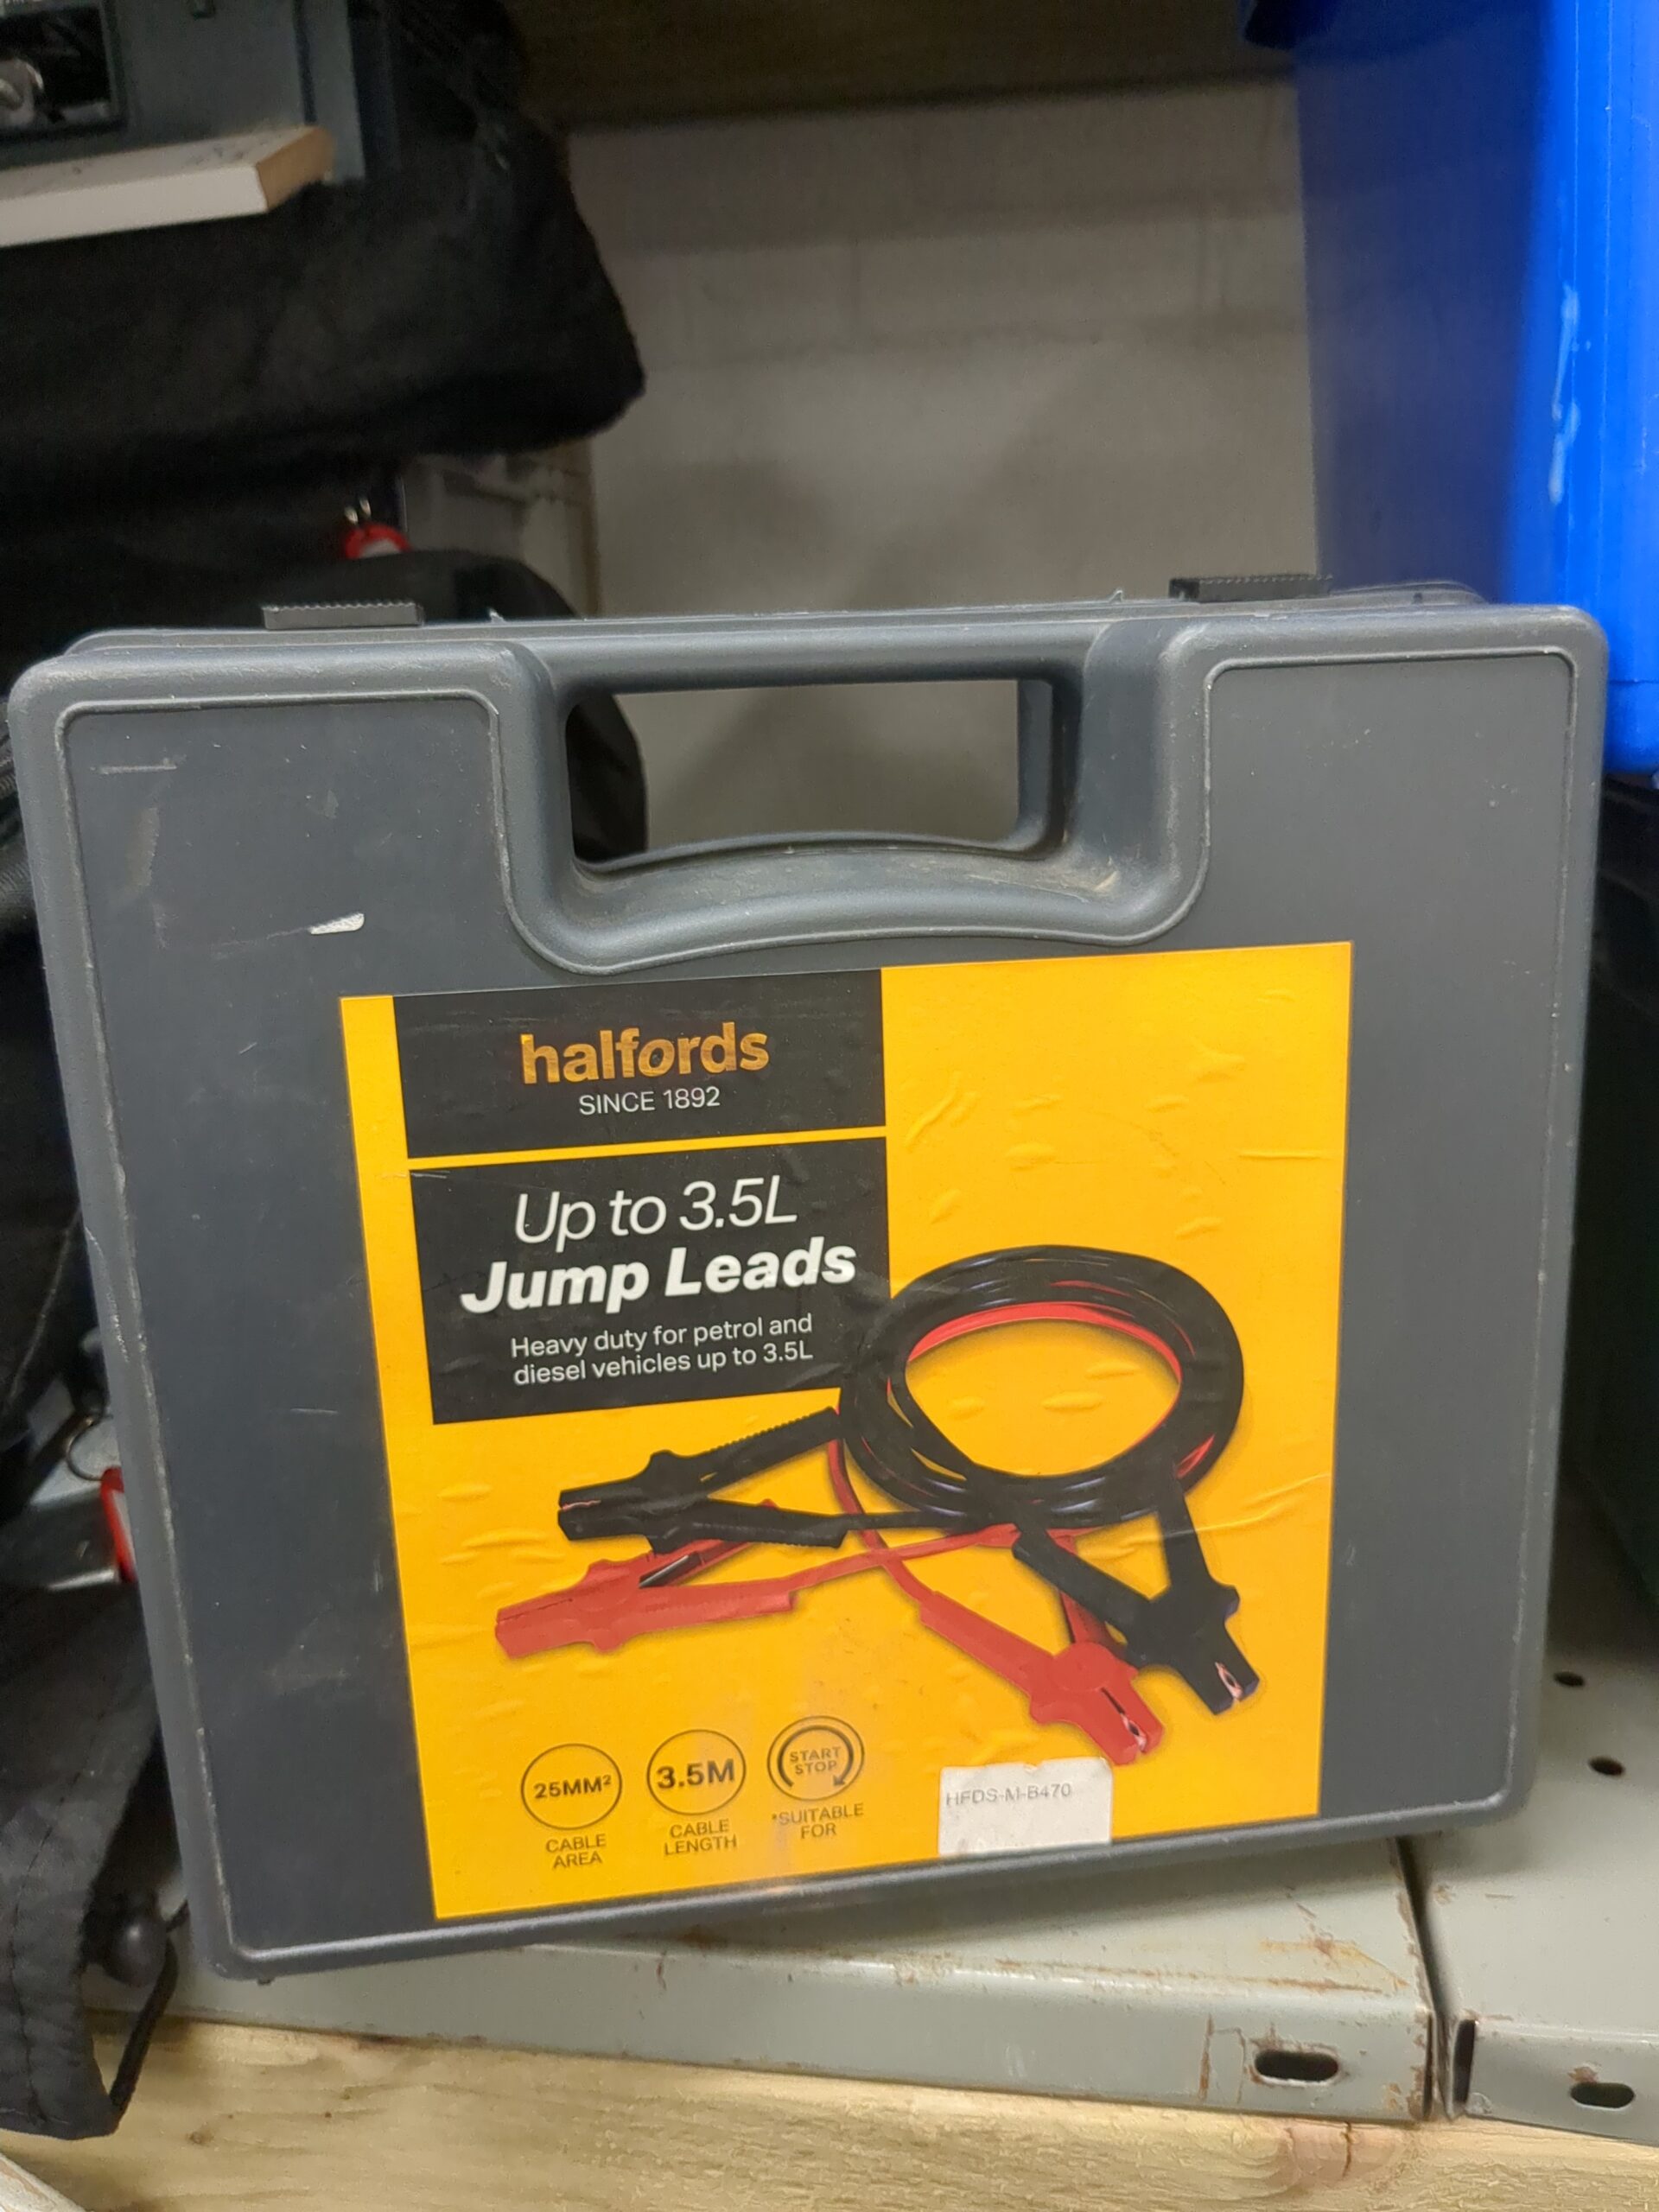 halfords
SINCE 1892
Up to 3.5L
Jump Leads
Heavy duty for petrol and
diesel vehicles up to 3.5L
25MM²
CABLE
AREA
3.5M
CABLE
LENGTH
START
STOP
*SUITABLE
FOR
HFDS-M-B470